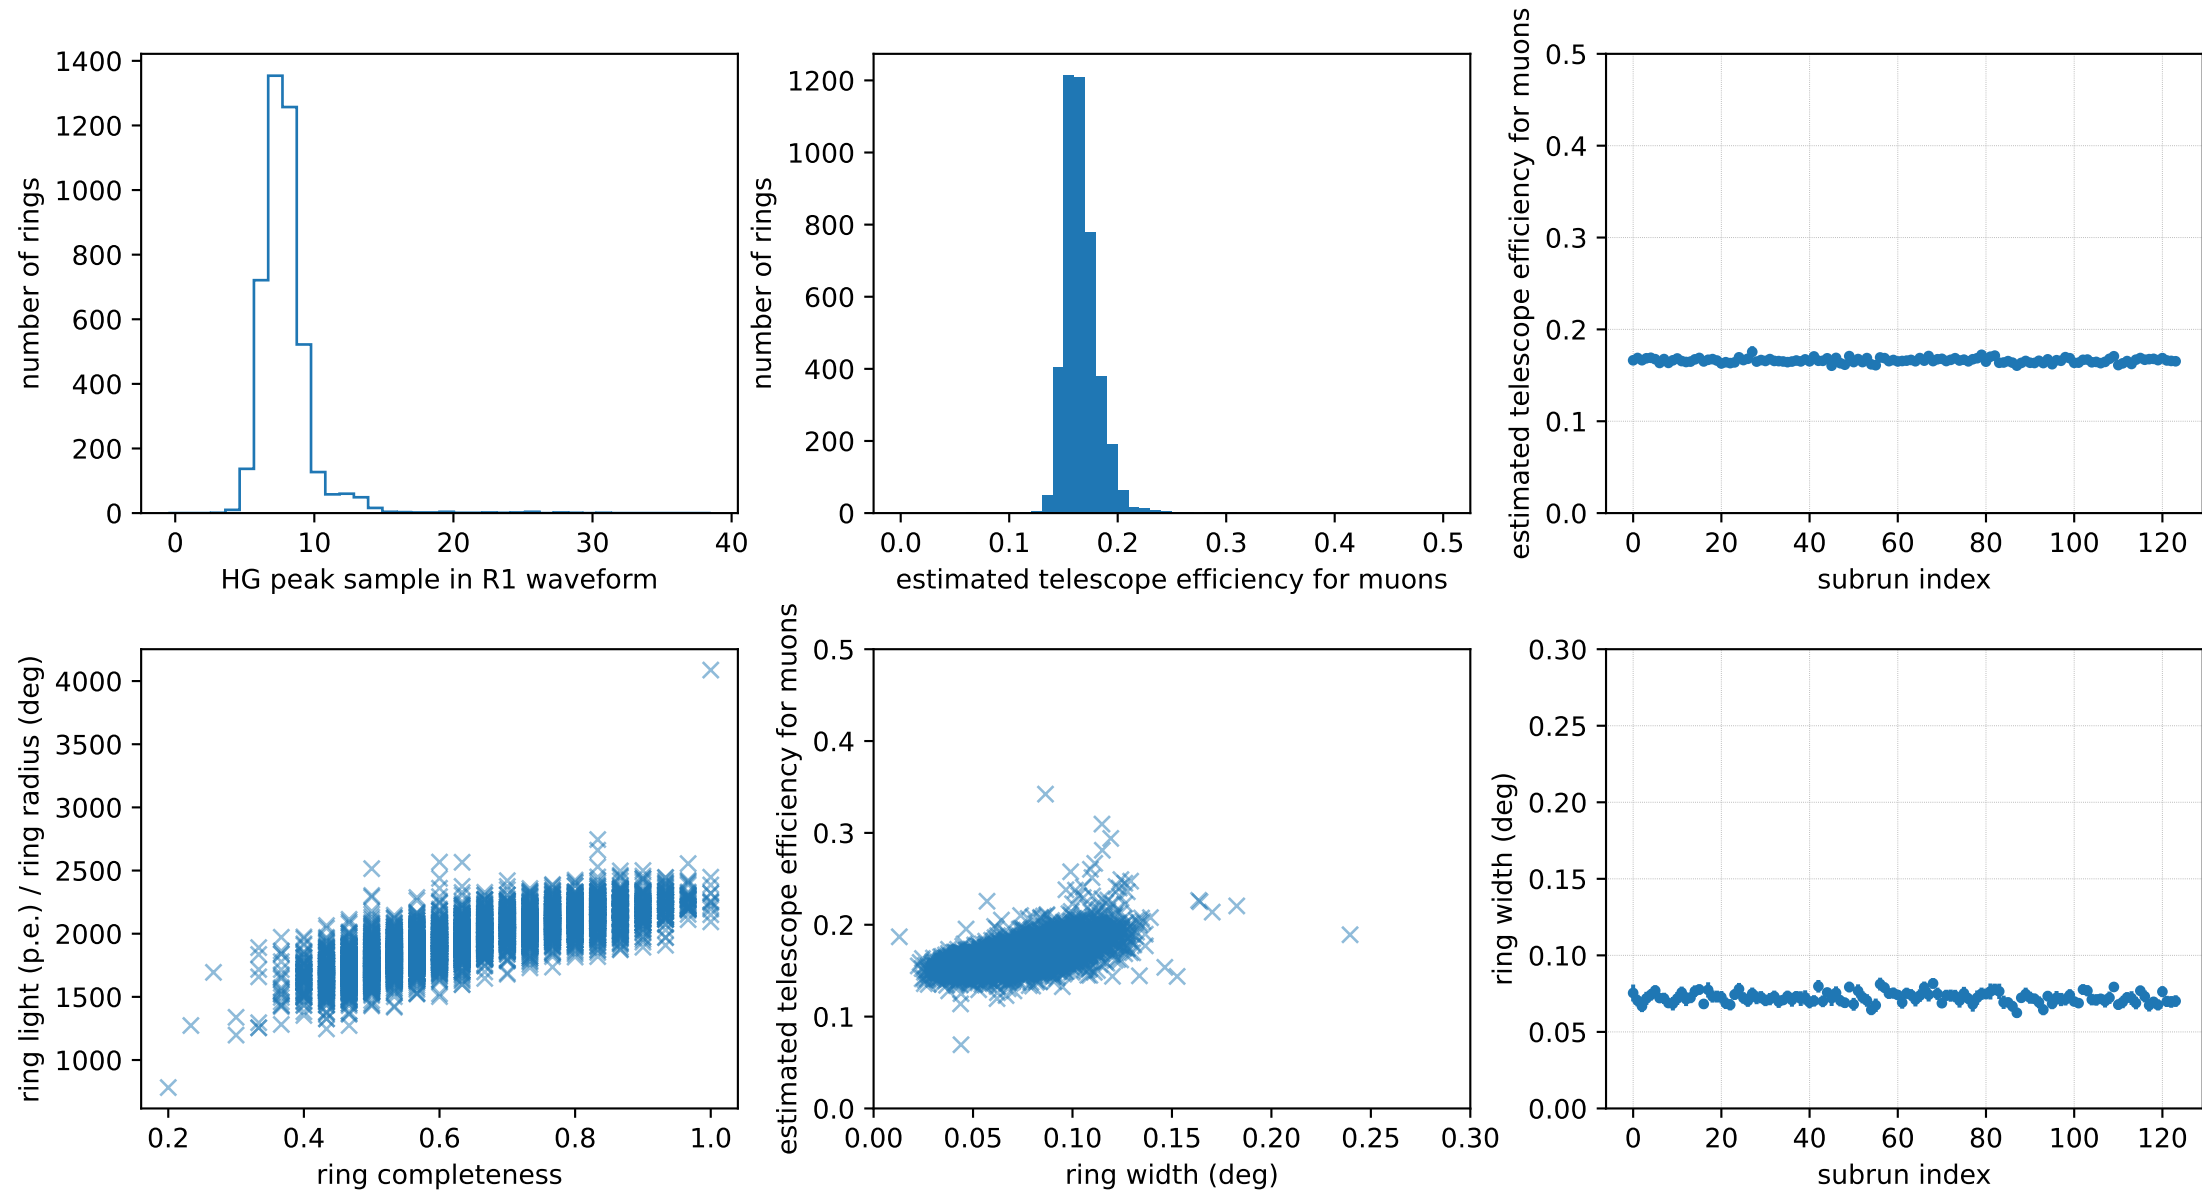 number of rings
1400
1200
1000
800
600
400
200
0
0 10 20 30 40
HG peak sample in R1 waveform
number of rings
1200
1000
800
600
400
200
0
0.0 0.1 0.2 0.3 0.4 0.5
estimated telescope efficiency for muons
estimated telescope efficiency for muons
0.5
0.4
0.3
0.2
0.1
0.0
0 20 40 60 80 100 120
subrun index
ring light (p.e.) / ring radius (deg)
4000
3500
3000
2500
2000
1500
1000
0.2 0.4 0.6 0.8 1.0
ring completeness
estimated telescope efficiency for muons
0.5
0.4
0.3
0.2
0.1
0.0
0.00 0.05 0.10 0.15 0.20 0.25 0.30
ring width (deg)
ring width (deg)
0.30
0.25
0.20
0.15
0.10
0.05
0.00
0 20 40 60 80 100 120
subrun index